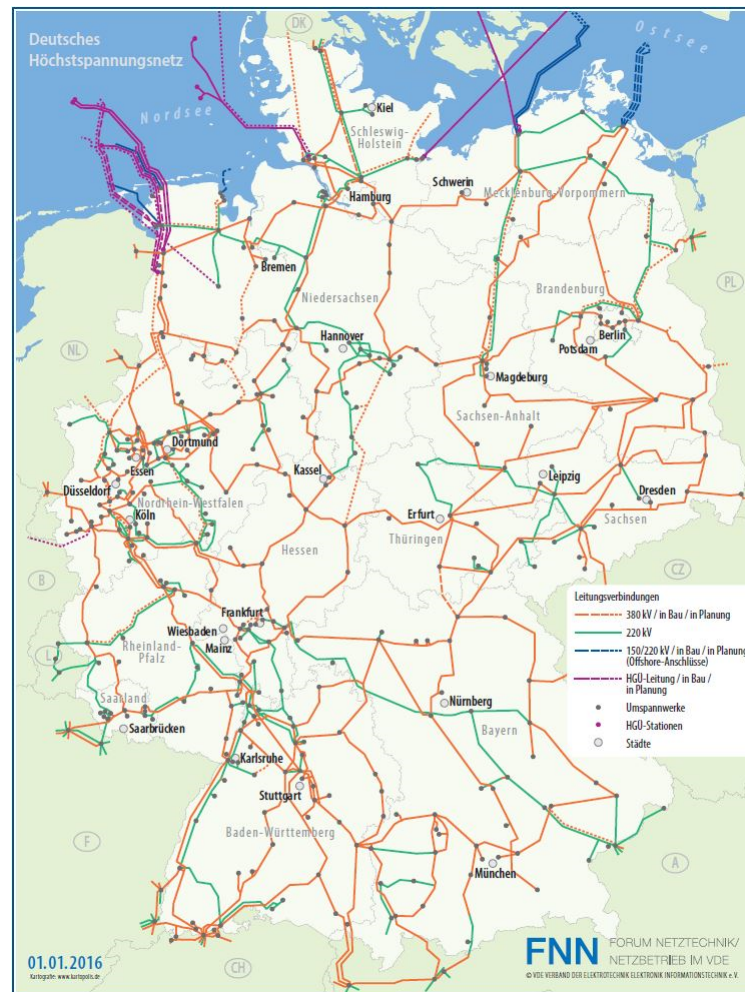 Deutsches
Höchstspannungsnetz
DK
Ostsee
Nordsee
Kiel
Schleswig-
Holstein
Schwerin
Mecklenburg-Vorpommern
Hamburg
Bremen
Niedersachsen
Brandenburg
PL
NL
Hannover
Berlin
Potsdam
Magdeburg
Sachsen-Anhalt
Dortmund
Essen
Düsseldorf
Kassel
Leipzig
Nordrhein-Westfalen
Köln
Dresden
Erfurt
Sachsen
Thüringen
Hessen
B
CZ
Leitungsverbindungen
380 kV / in Bau / in Planung
220 kV
150/220 kV / in Bau / in Planung
(Offshore-Anschlüsse)
HGÜ-Leitung / in Bau /
in Planung
Umspannwerke
HGÜ-Stationen
Städte
Frankfurt
Wiesbaden
Mainz
Rheinland-
Pfalz
L
Saarland
Saarbrücken
Nürnberg
Bayern
Karlsruhe
Stuttgart
Baden-Württemberg
F
München
A
CH
01.01.2016
Kartografie: www.kartopolis.de
FNN FORUM NETZTECHNIK/
NETZBETRIEB IM VDE
© VDE VERBAND DER ELEKTROTECHNIK ELEKTRONIK INFORMATIONSTECHNIK e.V.